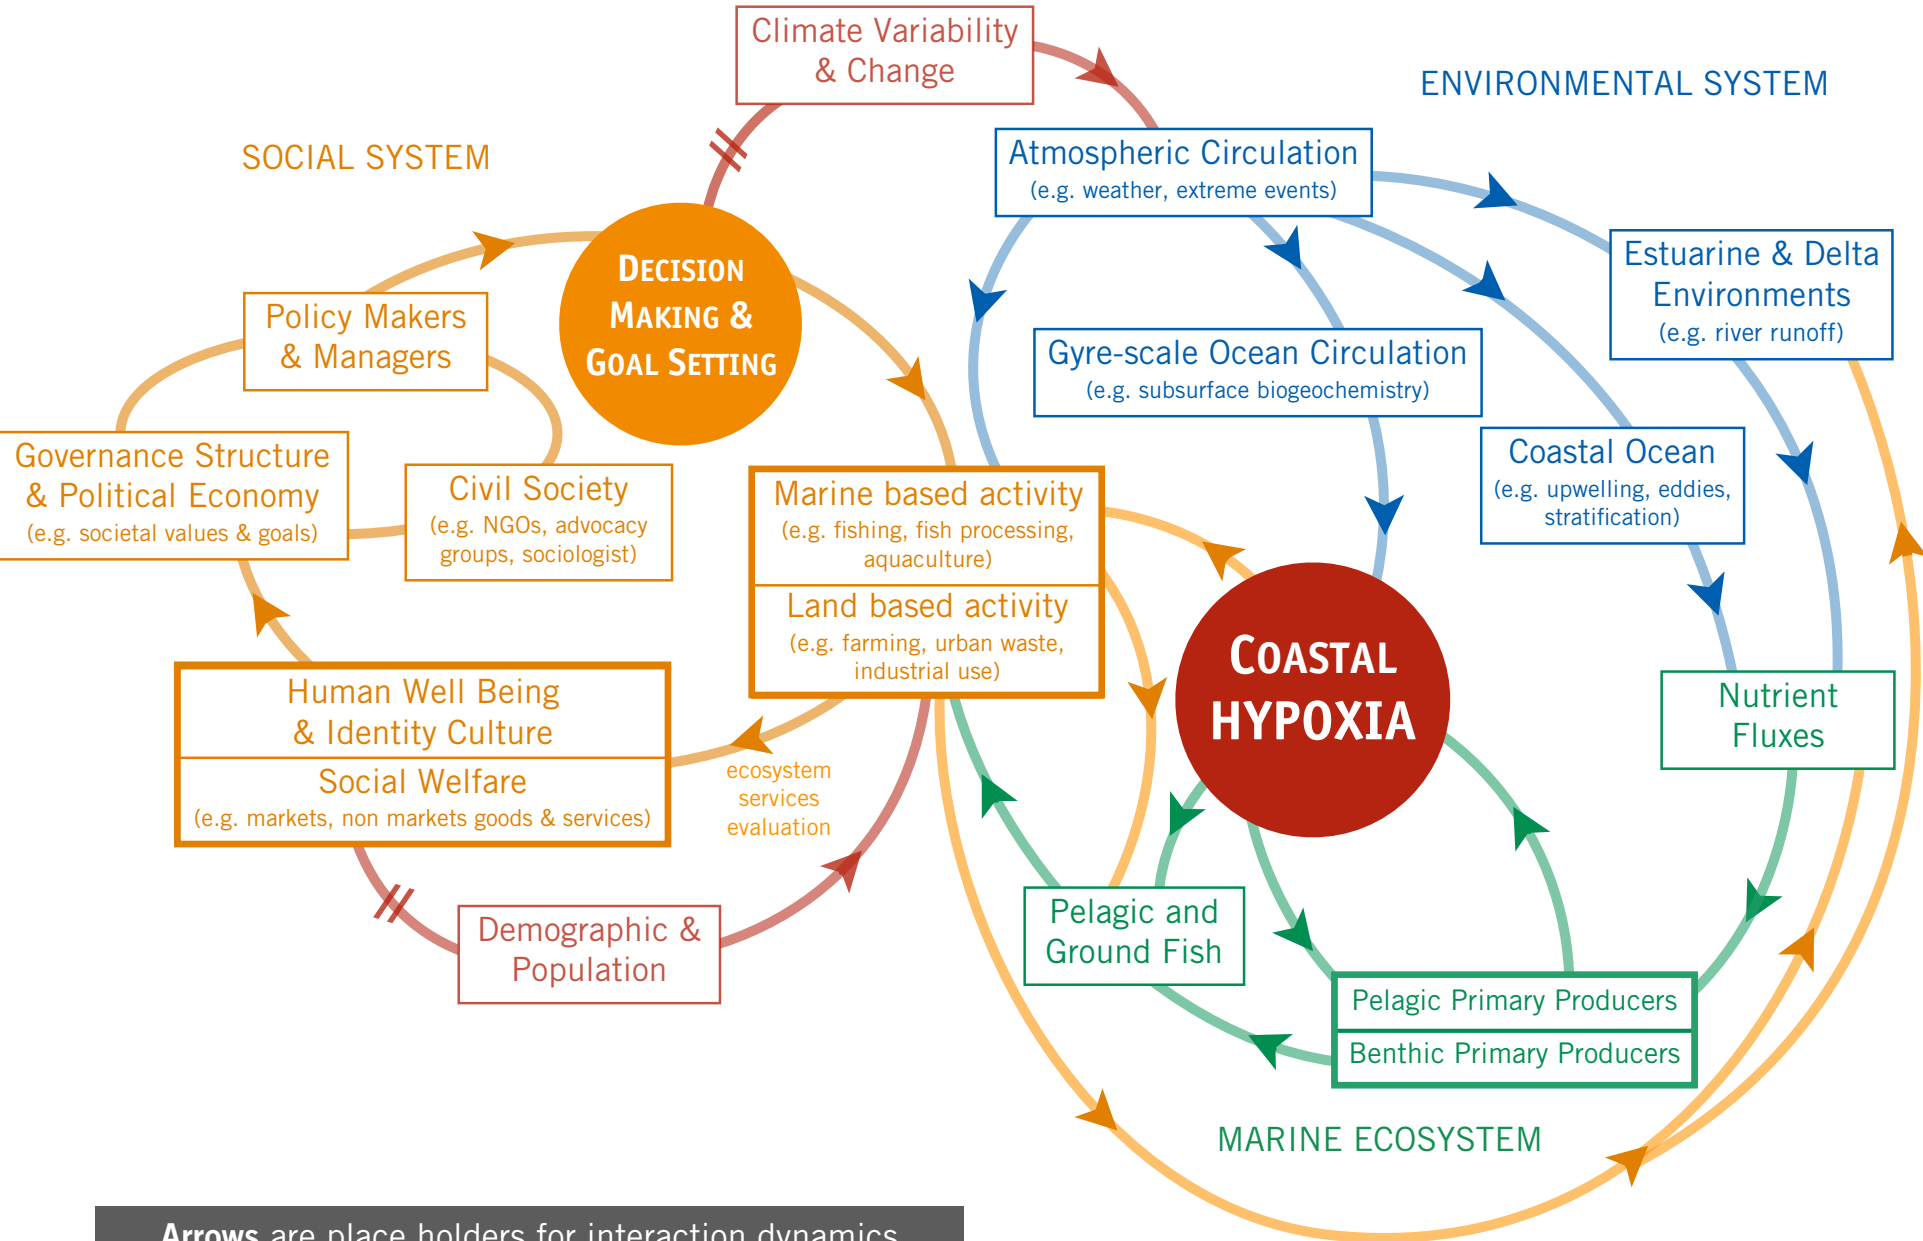 Climate Variability
& Change
ENVIRONMENTAL SYSTEM
SOCIAL SYSTEM
Atmospheric Circulation
(e.g. weather, extreme events)
DECISION
MAKING &
GOAL SETTING
Estuarine & Delta
Environments
(e.g. river runoff)
Policy Makers
& Managers
Gyre-scale Ocean Circulation
(e.g. subsurface biogeochemistry)
Governance Structure
& Political Economy
(e.g. societal values & goals)
Civil Society
(e.g. NGOs, advocacy
groups, sociologist)
Marine based activity
(e.g. fishing, fish processing,
aquaculture)
Land based activity
(e.g. farming, urban waste,
industrial use)
Coastal Ocean
(e.g. upwelling, eddies,
stratification)
COASTAL
HYPOXIA
Human Well Being
& Identity Culture
Social Welfare
(e.g. markets, non markets goods & services)
Nutrient
Fluxes
ecosystem
services
evaluation
Demographic &
Population
Pelagic and
Ground Fish
Pelagic Primary Producers
Benthic Primary Producers
MARINE ECOSYSTEM
Arrows are place holders for interaction dynamics